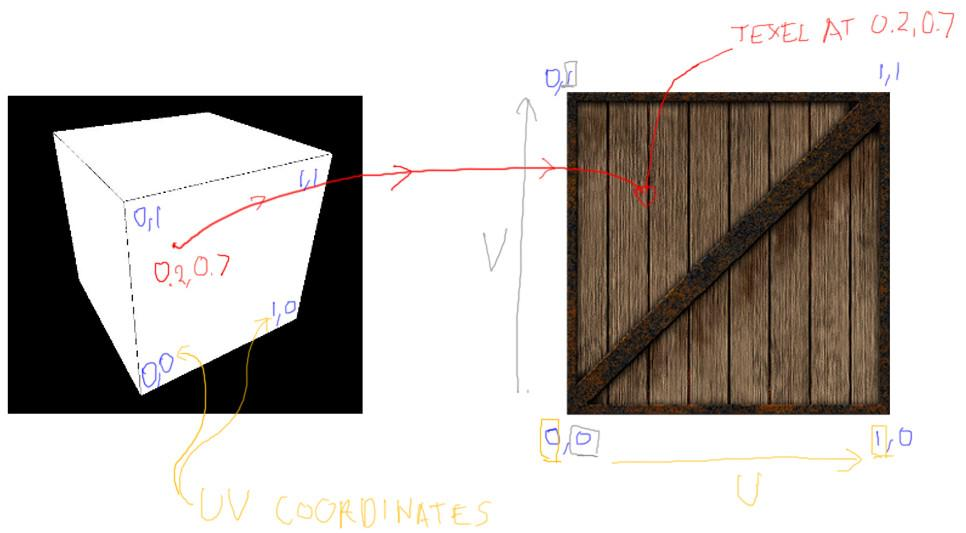 TEXEL AT 0.2,0.7
0,1
1,1
1,1
0,1
0.2,0.7
V
1,0
0,0
0,0
1,0
U
UV COORDINATES